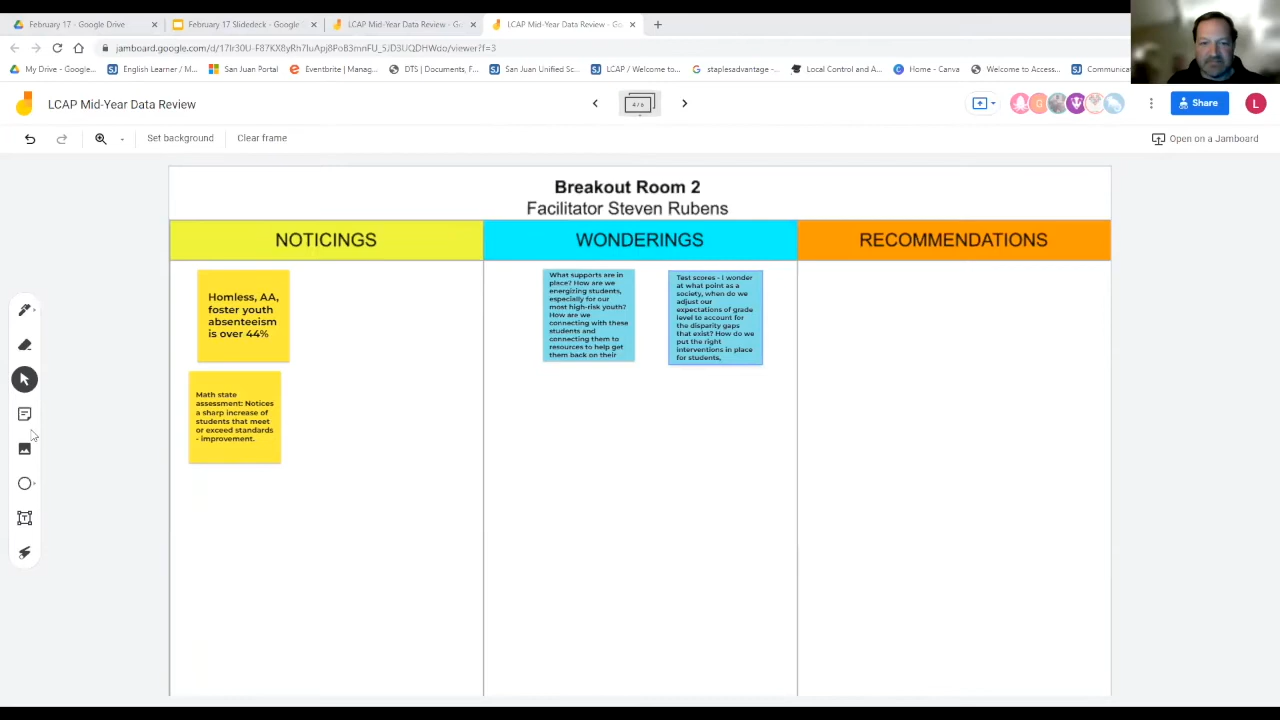 February 17 - Google Drive
February 17 Slidedeck - Google
LCAP Mid-Year Data Review - Go
LCAP Mid-Year Data Review - Go
My Drive - Google...
English Learner / M...
San Juan Portal
Eventbrite | Manag...
DTS | Documents, F...
San Juan Unified Sc...
LCAP / Welcome to...
staplesadvantage -...
Local Control and A...
Home - Canva
Welcome to Access...
Communicat
LCAP Mid-Year Data Review
4 / 6
Share
L
Set background
Clear frame
Open on a Jamboard
Breakout Room 2
Facilitator Steven Rubens
NOTICINGS
WONDERINGS
RECOMMENDATIONS
Homless, AA,
foster youth
absenteeism
is over 44%
Math state
assessment: Notices
a sharp increase of
students that meet
or exceed standards
- improvement.
What supports are in
place? How are we
energizing students,
especially for our
most high-risk youth?
How are we
connecting with these
students and
connecting them to
resources to help get
them back on their
Test scores - I wonder
at what point as a
society, when do we
adjust our
expectations of grade
level to account for
the disparity gaps
that exist? How do we
put the right
interventions in place
for students,